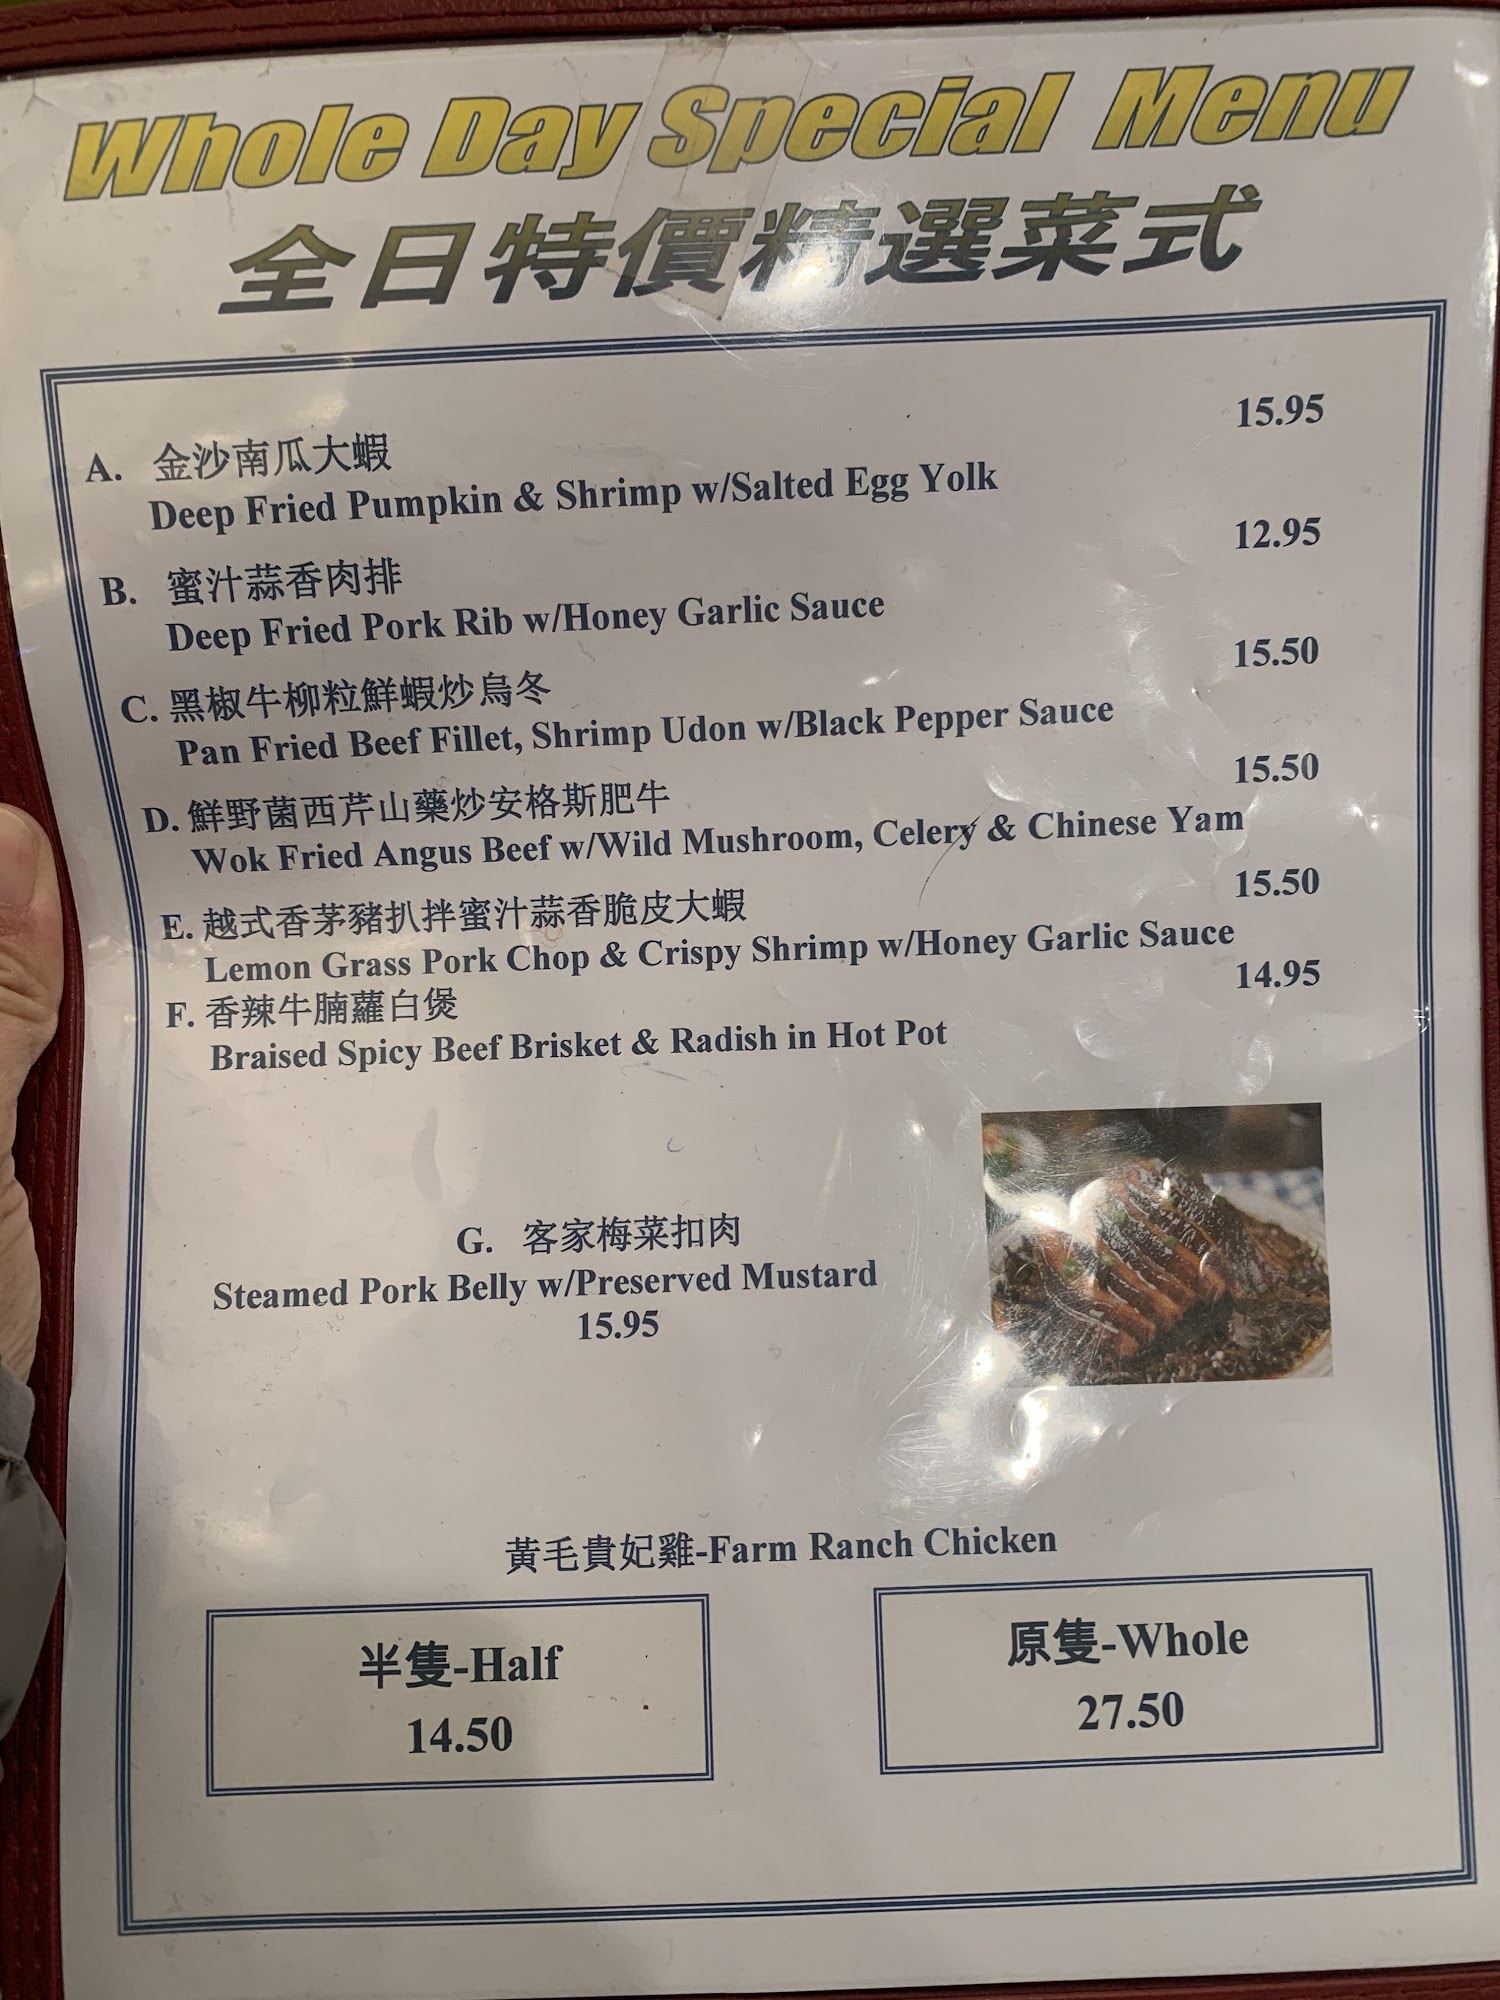 Whole Day Special Menu
全日特價精選菜式
15.95
A. 金沙南瓜大蝦
Deep Fried Pumpkin & Shrimp w/Salted Egg Yolk
12.95
B. 蜜汁蒜香肉排
Deep Fried Pork Rib w/Honey Garlic Sauce
15.50
C. 黑椒牛柳粒鮮蝦炒烏冬
Pan Fried Beef Fillet, Shrimp Udon w/Black Pepper Sauce
15.50
D. 鮮野菌西芹山藥炒安格斯肥牛
Wok Fried Angus Beef w/Wild Mushroom, Celery & Chinese Yam
15.50
E. 越式香茅豬扒拌蜜汁蒜香脆皮大蝦
Lemon Grass Pork Chop & Crispy Shrimp w/Honey Garlic Sauce
14.95
F. 香辣牛腩蘿白煲
Braised Spicy Beef Brisket & Radish in Hot Pot
G. 客家梅菜扣肉
Steamed Pork Belly w/Preserved Mustard
15.95
黃毛貴妃雞-Farm Ranch Chicken
半隻-Half
14.50
原隻-Whole
27.50